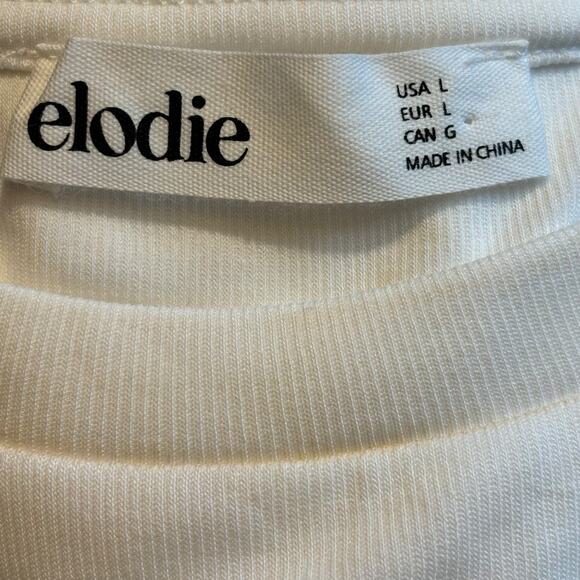 elodie
USA L
EUR L
CAN G
MADE IN CHINA